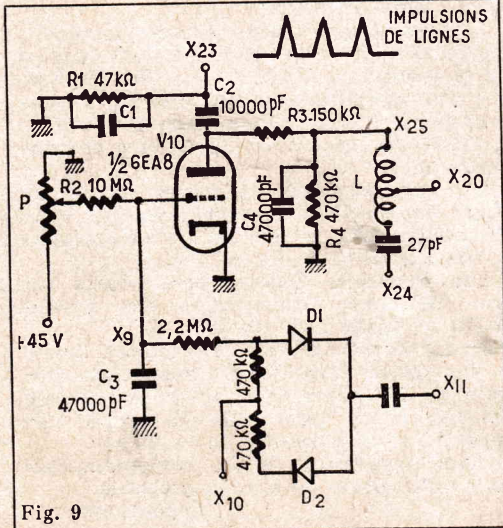 IMPULSIONS
DE LIGNES
X23
R1 47kΩ
C1
C2
10000pF
R3.150kΩ
X25
V10
½ 6EA8
P
R2 10MΩ
C4
47000pF
470kΩ
R4
L
X20
27pF
X24
+45V
X9
2,2MΩ
D1
C3
47000pF
470kΩ
470kΩ
X11
X10
D2
Fig. 9